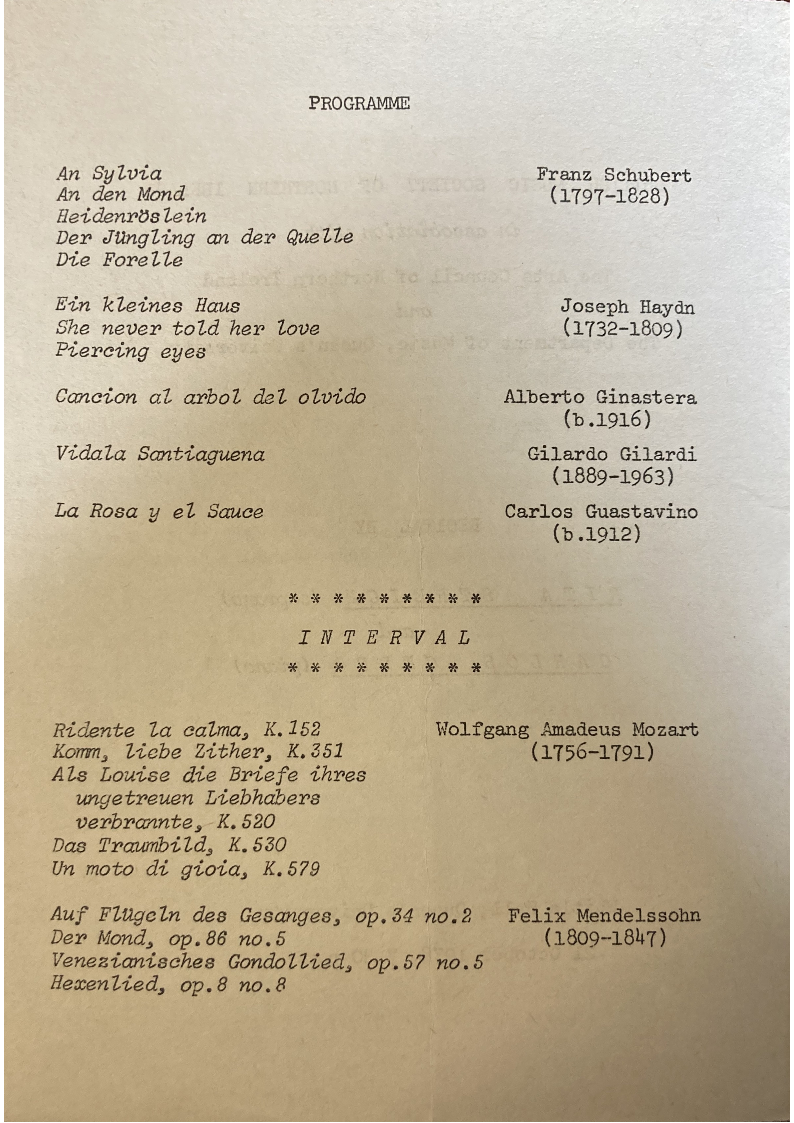 PROGRAMME
An Sylvia Franz Schubert
An den Mond (1797-1828)
Heidenröslein
Der Jüngling an der Quelle
Die Forelle
Ein kleines Haus Joseph Haydn
She never told her love (1732-1809)
Piercing eyes
Cancion al arbol del olvido Alberto Ginastera
(b.1916)
Vidala Santiaguena Gilardo Gilardi
(1889-1963)
La Rosa y el Sauce Carlos Guastavino
(b.1912)
* * * * * * * * *
I N T E R V A L
* * * * * * * * *
Ridente la calma, K.152 Wolfgang Amadeus Mozart
Komm, liebe Zither, K.351 (1756-1791)
Als Louise die Briefe ihres
ungetreuen Liebhabers
verbrannte, K.520
Das Traumbild, K.530
Un moto di gioia, K.579
Auf Flügeln des Gesanges, op.34 no.2 Felix Mendelssohn
Der Mond, op.86 no.5 (1809-1847)
Venezianisches Gondollied, op.57 no.5
Hexenlied, op.8 no.8